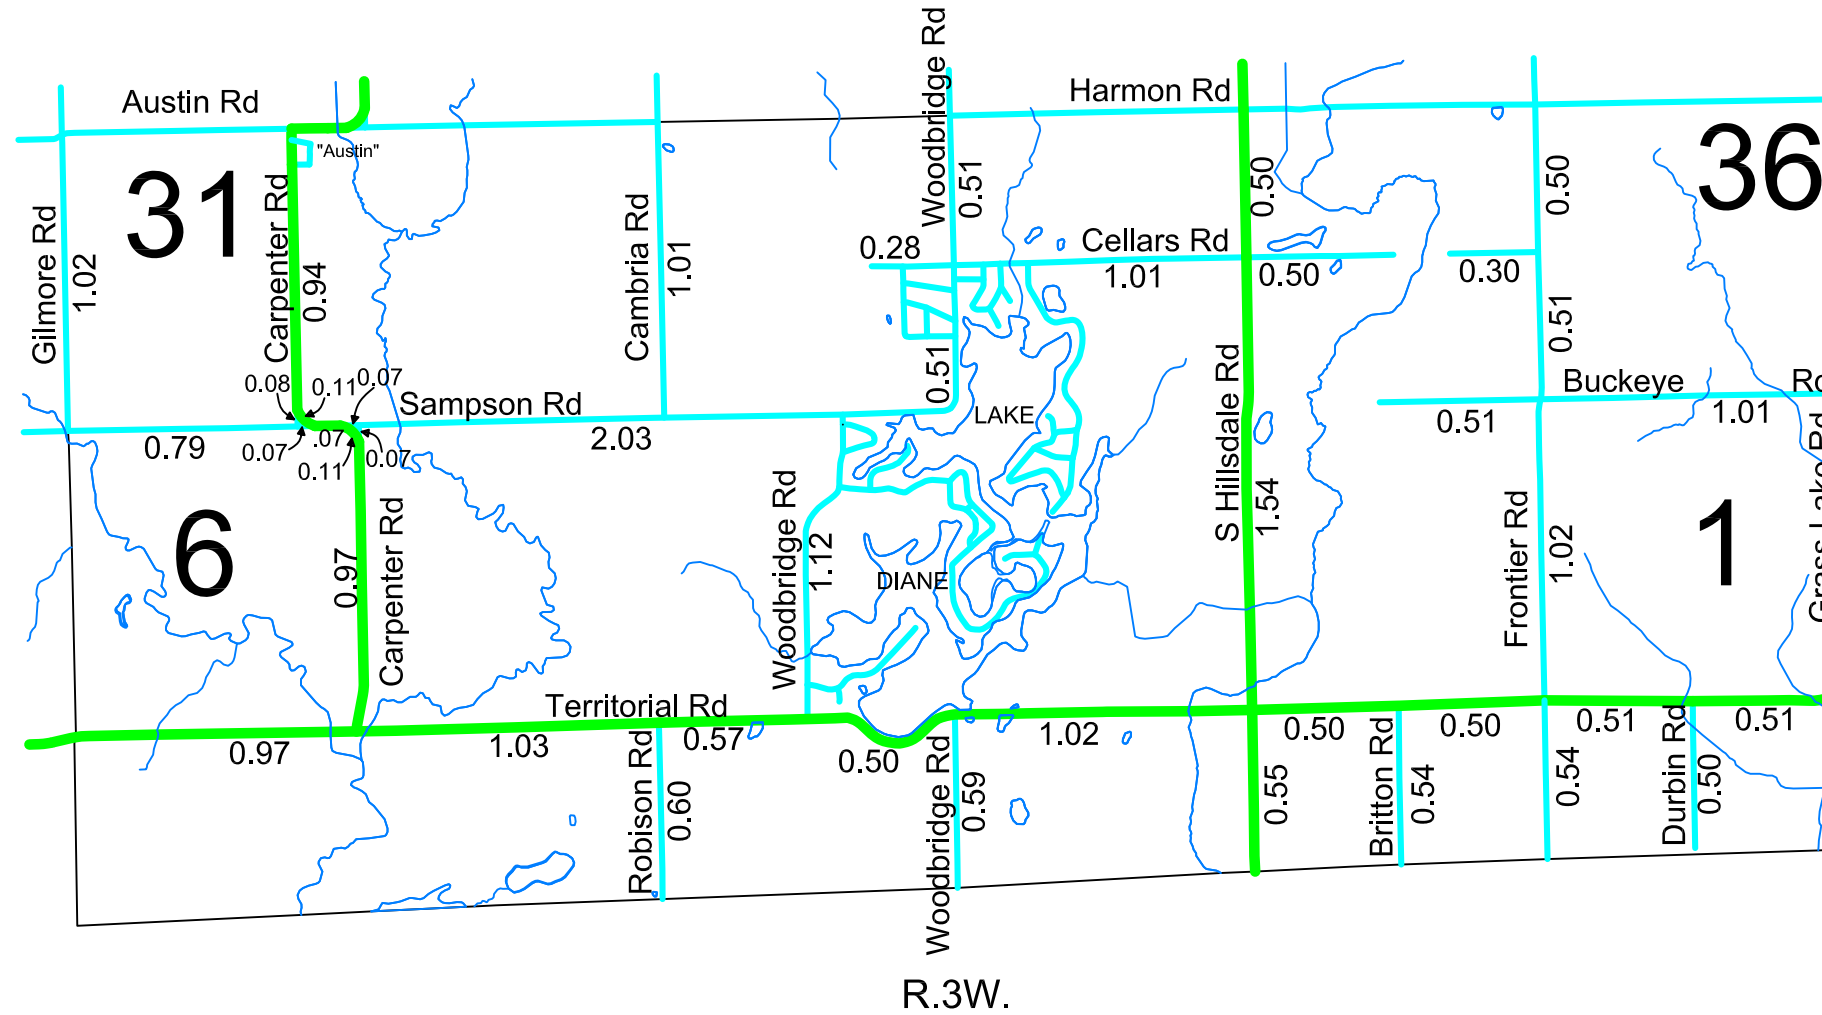 Austin Rd
"Austin"
31
Gilmore Rd
1.02
Carpenter Rd
0.94
Cambria Rd
1.01
Woodbridge Rd
0.51
Harmon Rd
0.50
0.50
36
0.28
Cellars Rd
1.01
0.50
0.30
0.51
0.51
0.08
0.11
0.07
Sampson Rd
0.79
0.07
.07
0.11
0.07
2.03
LAKE
S Hillsdale Rd
1.54
Buckeye Rd
0.51
1.01
6
0.97
Carpenter Rd
Woodbridge Rd
1.12
DIANE
Frontier Rd
1.02
1
Grass Lake Rd
Territorial Rd
0.97
1.03
0.57
0.50
1.02
0.50
0.50
0.51
0.51
Robison Rd
0.60
Woodbridge Rd
0.59
0.55
Britton Rd
0.54
0.54
Durbin Rd
0.50
R.3W.